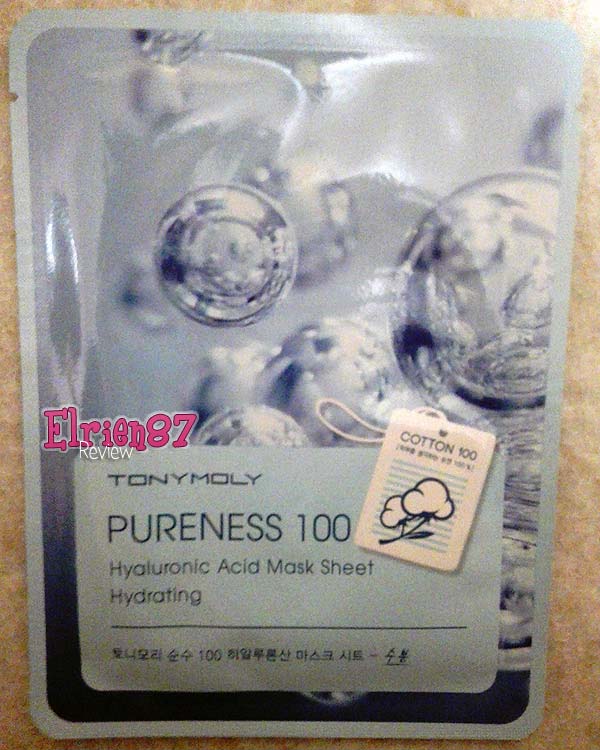 Elrien87
Review
COTTON 100
TONYMOLY
PURENESS 100
Hyaluronic Acid Mask Sheet
Hydrating
토니모리 순수 100 히알루론산 마스크 시트 - 수분